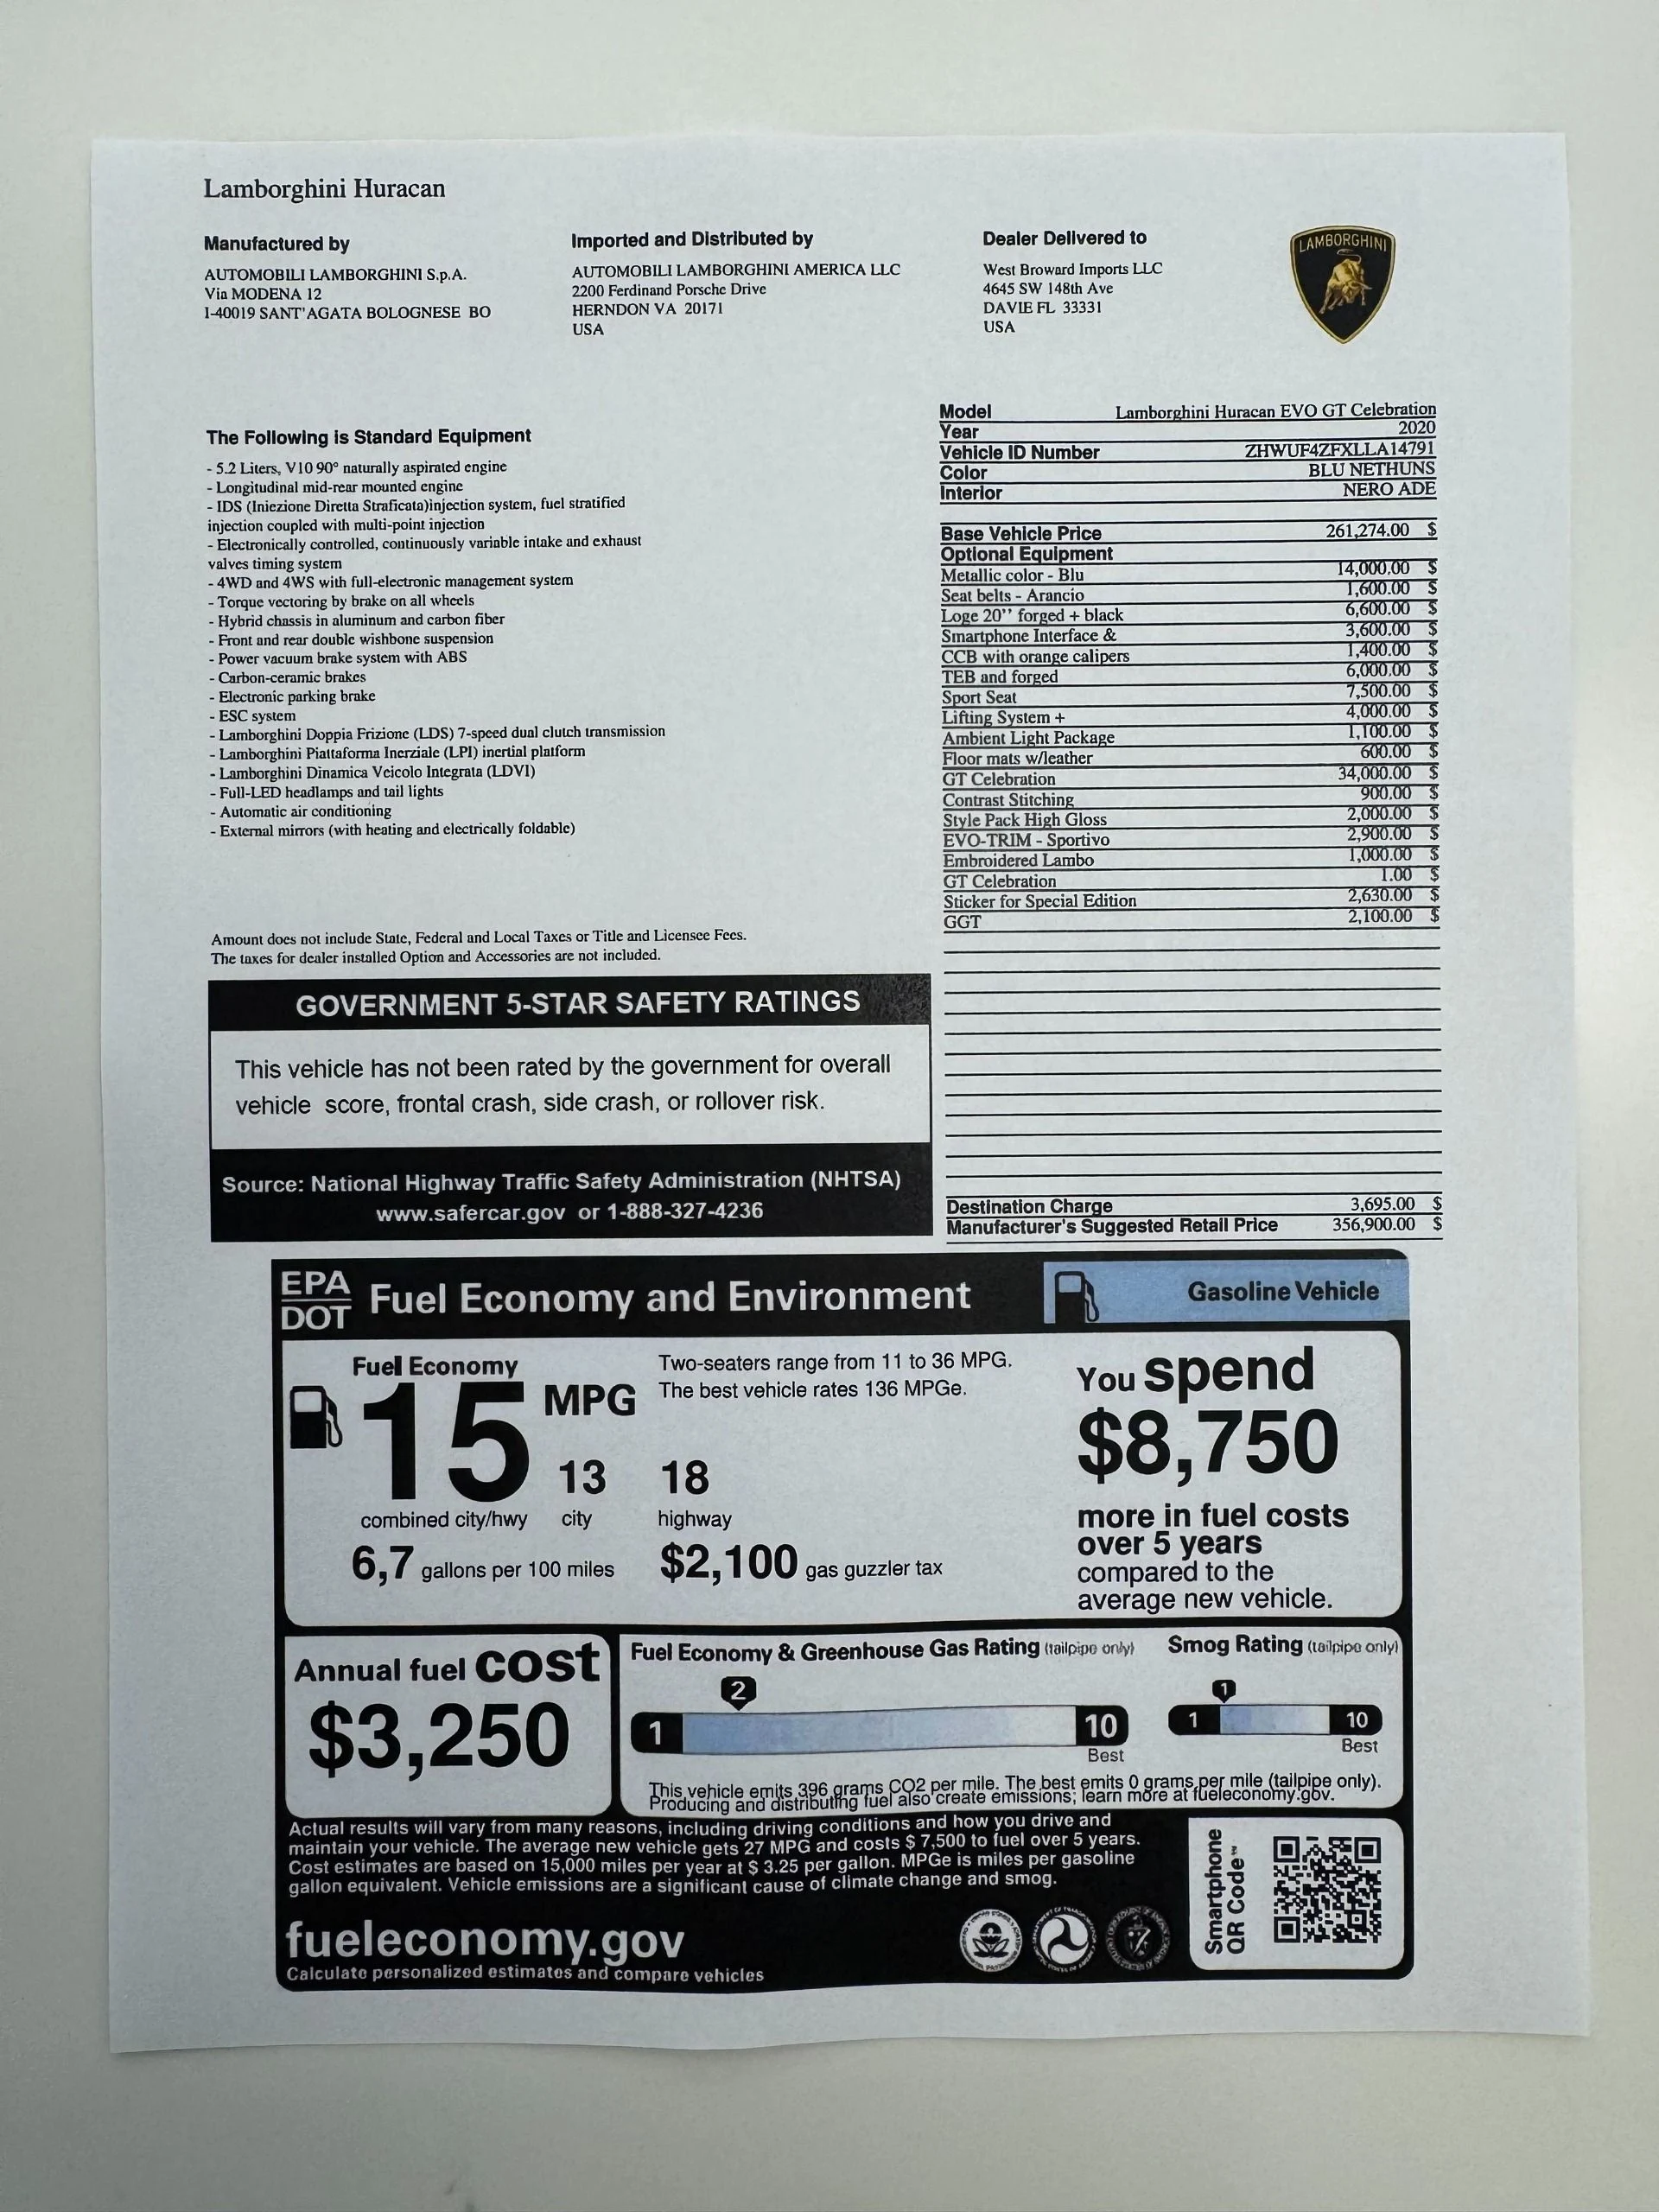 Lamborghini Huracan
Manufactured by
AUTOMOBILI LAMBORGHINI S.p.A.
Via MODENA 12
I-40019 SANT'AGATA BOLOGNESE BO
Imported and Distributed by
AUTOMOBILI LAMBORGHINI AMERICA LLC
2200 Ferdinand Porsche Drive
HERNDON VA 20171
USA
Dealer Delivered to
West Broward Imports LLC
4645 SW 148th Ave
DAVIE FL 33331
USA
LAMBORGHINI
The Following is Standard Equipment
- 5.2 Liters, V10 90° naturally aspirated engine
- Longitudinal mid-rear mounted engine
- IDS (Iniezione Diretta Straficata)injection system, fuel stratified
injection coupled with multi-point injection
- Electronically controlled, continuously variable intake and exhaust
valves timing system
- 4WD and 4WS with full-electronic management system
- Torque vectoring by brake on all wheels
- Hybrid chassis in aluminum and carbon fiber
- Front and rear double wishbone suspension
- Power vacuum brake system with ABS
- Carbon-ceramic brakes
- Electronic parking brake
- ESC system
- Lamborghini Doppia Frizione (LDS) 7-speed dual clutch transmission
- Lamborghini Piattaforma Inerziale (LPI) inertial platform
- Lamborghini Dinamica Veicolo Integrata (LDVI)
- Full-LED headlamps and tail lights
- Automatic air conditioning
- External mirrors (with heating and electrically foldable)
Amount does not include State, Federal and Local Taxes or Title and Licensee Fees.
The taxes for dealer installed Option and Accessories are not included.
Model Lamborghini Huracan EVO GT Celebration
Year 2020
Vehicle ID Number ZHWUF4ZFXLLA14791
Color BLU NETHUNS
Interior NERO ADE
Base Vehicle Price 261,274.00 $
Optional Equipment
Metallic color - Blu 14,000.00 $
Seat belts - Arancio 1,600.00 $
Loge 20'' forged + black 6,600.00 $
Smartphone Interface & 3,600.00 $
CCB with orange calipers 1,400.00 $
TEB and forged 6,000.00 $
Sport Seat 7,500.00 $
Lifting System + 4,000.00 $
Ambient Light Package 1,100.00 $
Floor mats w/leather 600.00 $
GT Celebration 34,000.00 $
Contrast Stitching 900.00 $
Style Pack High Gloss 2,000.00 $
EVO-TRIM - Sportivo 2,900.00 $
Embroidered Lambo 1,000.00 $
GT Celebration 1.00 $
Sticker for Special Edition 2,630.00 $
GGT 2,100.00 $
Destination Charge 3,695.00 $
Manufacturer's Suggested Retail Price 356,900.00 $
GOVERNMENT 5-STAR SAFETY RATINGS
This vehicle has not been rated by the government for overall
vehicle score, frontal crash, side crash, or rollover risk.
Source: National Highway Traffic Safety Administration (NHTSA)
www.safercar.gov or 1-888-327-4236
EPA
DOT
Fuel Economy and Environment
Gasoline Vehicle
Fuel Economy
15 MPG
combined city/hwy
13
city
18
highway
6,7 gallons per 100 miles
Two-seaters range from 11 to 36 MPG.
The best vehicle rates 136 MPGe.
$2,100 gas guzzler tax
You spend
$8,750
more in fuel costs
over 5 years
compared to the
average new vehicle.
Annual fuel cost
$3,250
Fuel Economy & Greenhouse Gas Rating (tailpipe only)
2
1
10
Best
Smog Rating (tailpipe only)
1
1
10
Best
This vehicle emits 396 grams CO2 per mile. The best emits 0 grams per mile (tailpipe only).
Producing and distributing fuel also create emissions; learn more at fueleconomy.gov.
Actual results will vary from many reasons, including driving conditions and how you drive and
maintain your vehicle. The average new vehicle gets 27 MPG and costs $ 7,500 to fuel over 5 years.
Cost estimates are based on 15,000 miles per year at $ 3.25 per gallon. MPGe is miles per gasoline
gallon equivalent. Vehicle emissions are a significant cause of climate change and smog.
fueleconomy.gov
Calculate personalized estimates and compare vehicles
Smartphone
QR Code™